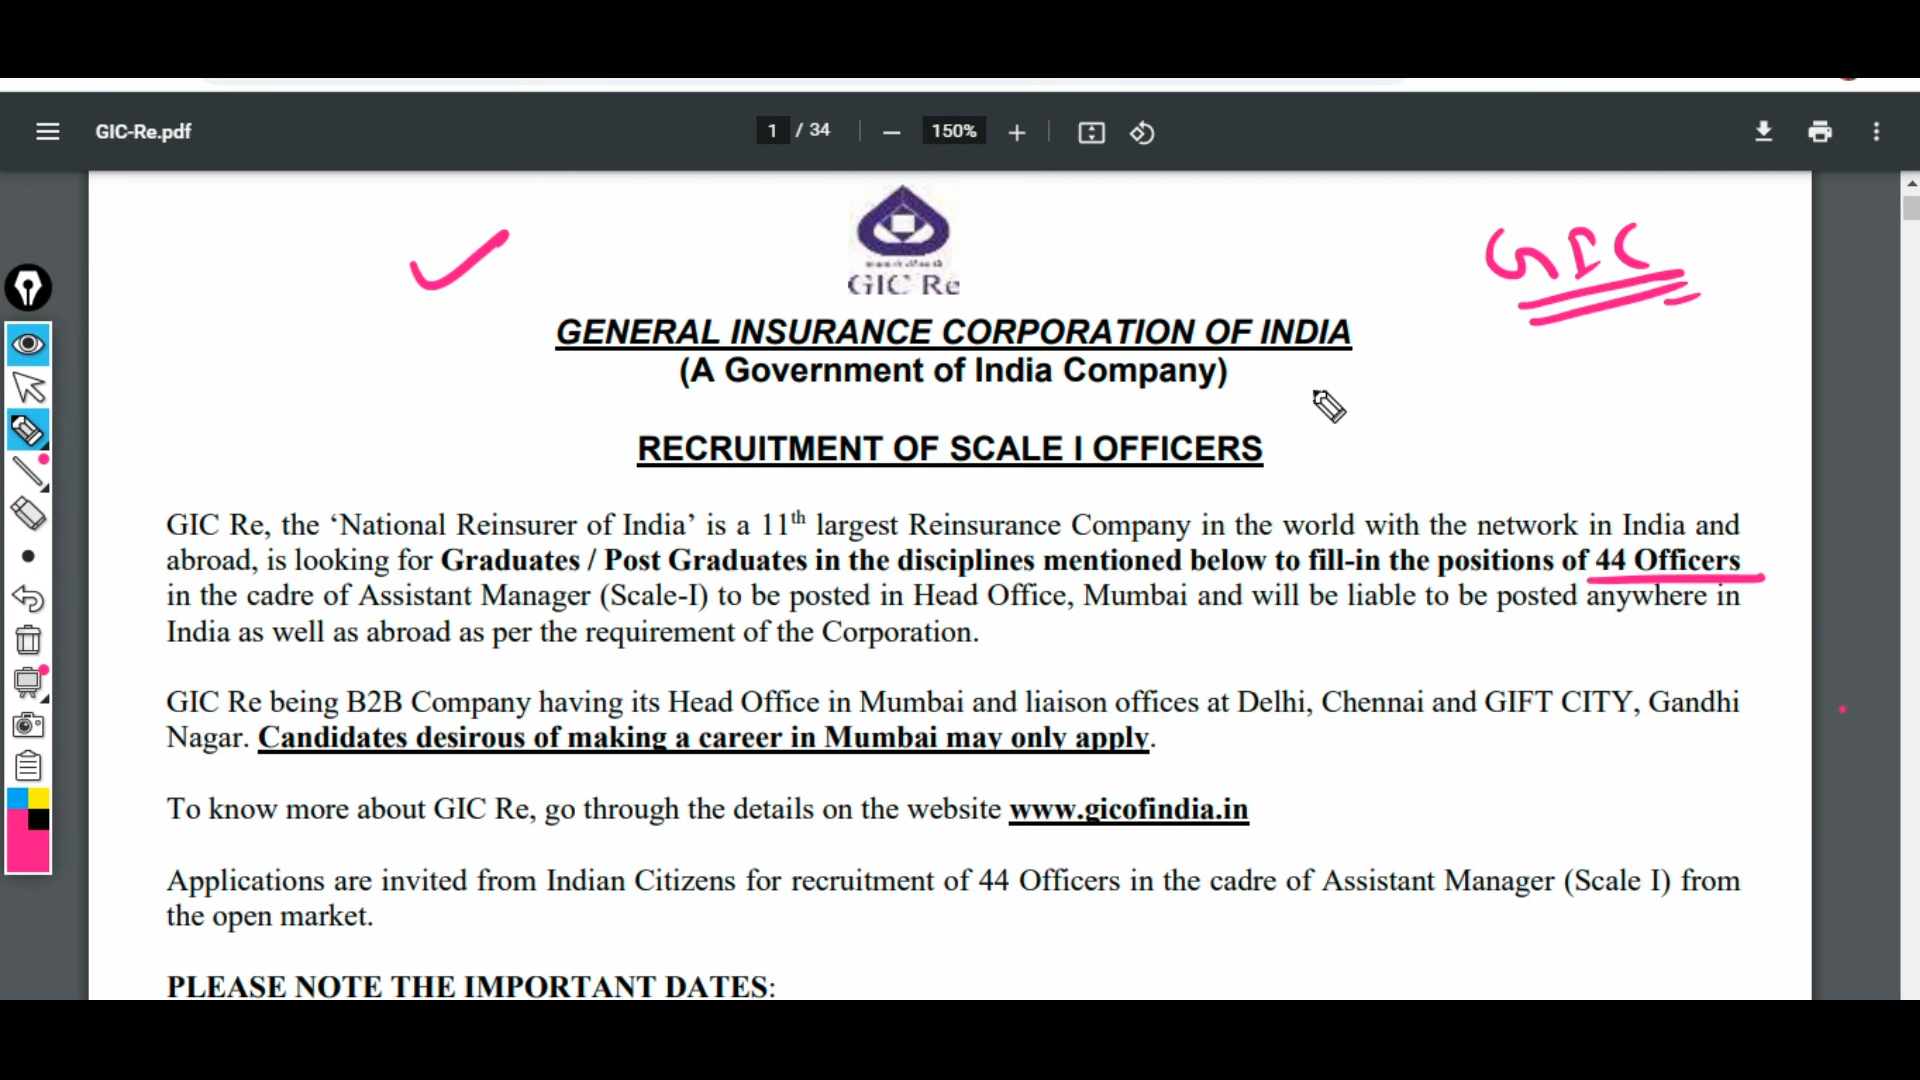 GIC-Re.pdf
1 / 34
150%
GIC
GIC Re
GENERAL INSURANCE CORPORATION OF INDIA
(A Government of India Company)
RECRUITMENT OF SCALE I OFFICERS
GIC Re, the ‘National Reinsurer of India’ is a 11th largest Reinsurance Company in the world with the network in India and
abroad, is looking for Graduates / Post Graduates in the disciplines mentioned below to fill-in the positions of 44 Officers
in the cadre of Assistant Manager (Scale-I) to be posted in Head Office, Mumbai and will be liable to be posted anywhere in
India as well as abroad as per the requirement of the Corporation.
GIC Re being B2B Company having its Head Office in Mumbai and liaison offices at Delhi, Chennai and GIFT CITY, Gandhi
Nagar. Candidates desirous of making a career in Mumbai may only apply.
To know more about GIC Re, go through the details on the website www.gicofindia.in
Applications are invited from Indian Citizens for recruitment of 44 Officers in the cadre of Assistant Manager (Scale I) from
the open market.
PLEASE NOTE THE IMPORTANT DATES: